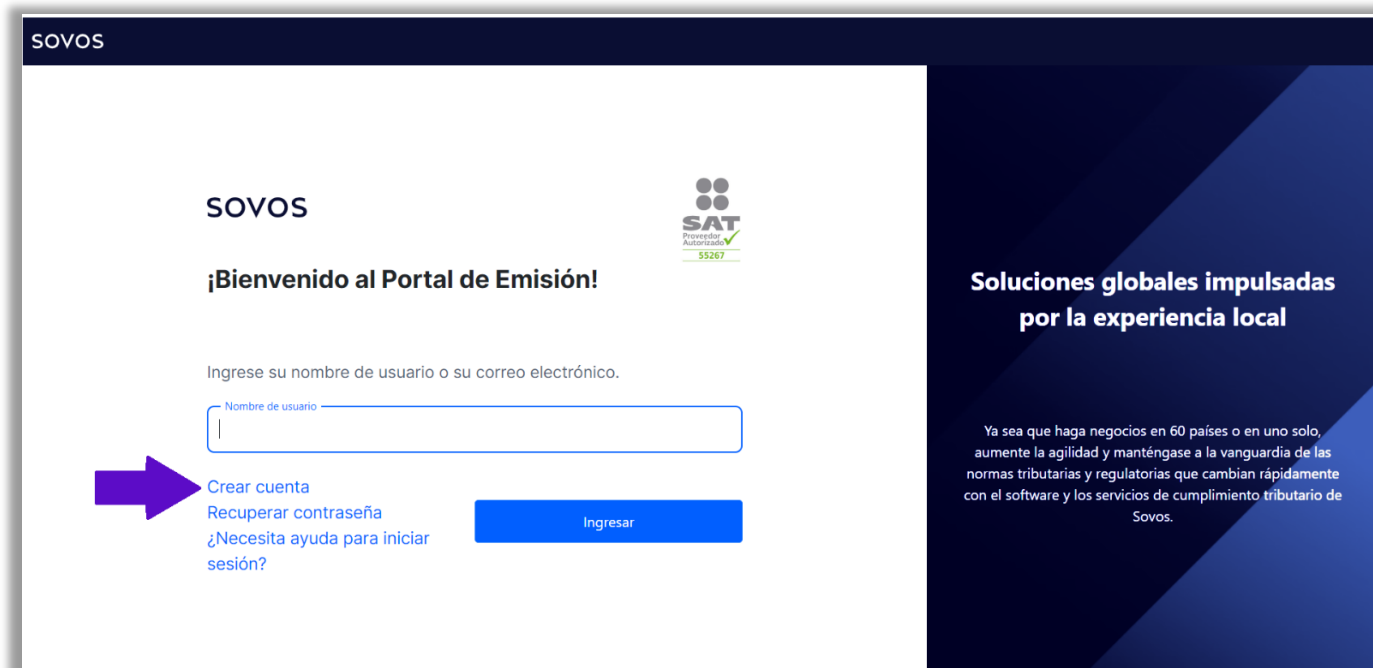 SOVOS
SOVOS
SAT
Proveedor
Autorizado
55267
¡Bienvenido al Portal de Emisión!
Ingrese su nombre de usuario o su correo electrónico.
Nombre de usuario
Crear cuenta
Recuperar contraseña
¿Necesita ayuda para iniciar
sesión?
Ingresar
Soluciones globales impulsadas
por la experiencia local
Ya sea que haga negocios en 60 países o en uno solo,
aumente la agilidad y manténgase a la vanguardia de las
normas tributarias y regulatorias que cambian rápidamente
con el software y los servicios de cumplimiento tributario de
Sovos.